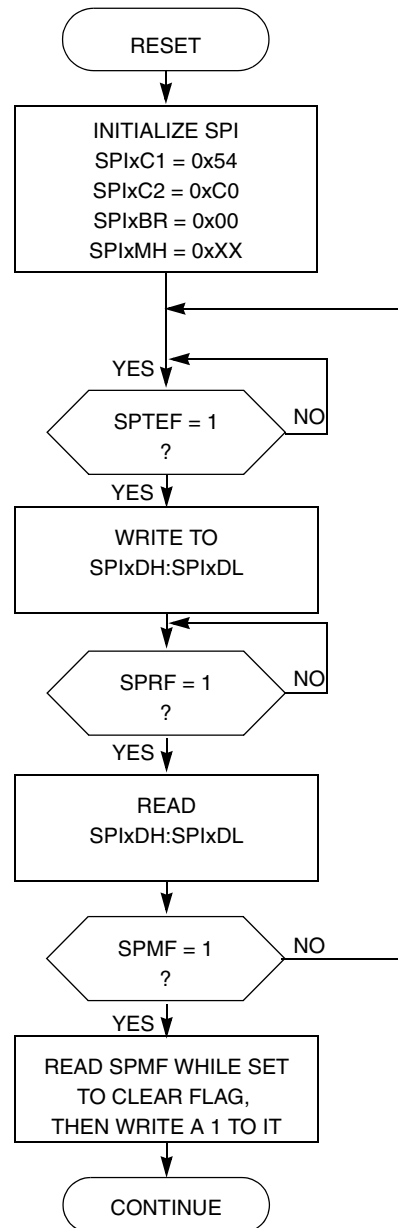 RESET
INITIALIZE SPI
SPIxC1 = 0x54
SPIxC2 = 0xC0
SPIxBR = 0x00
SPIxMH = 0xXX
YES
SPTEF = 1
?
NO
YES
WRITE TO
SPIxDH:SPIxDL
SPRF = 1
?
NO
YES
READ
SPIxDH:SPIxDL
SPMF = 1
?
NO
YES
READ SPMF WHILE SET
TO CLEAR FLAG,
THEN WRITE A 1 TO IT
CONTINUE